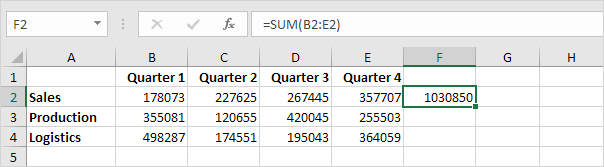 F2 fx =SUM(B2:E2)
A B C D E F G H
1 Quarter 1 Quarter 2 Quarter 3 Quarter 4
2 Sales 178073 227625 267445 357707 1030850
3 Production 355081 120655 420045 255503
4 Logistics 498287 174551 195043 364059
5